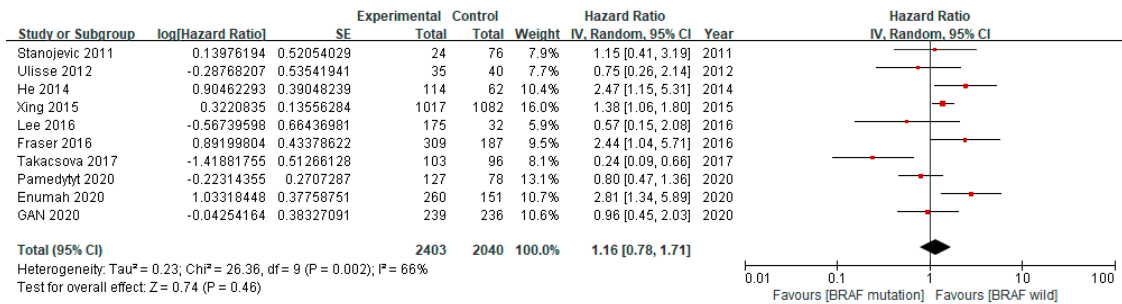 Experimental Control Hazard Ratio Hazard Ratio
Study or Subgroup log[Hazard Ratio] SE Total Total Weight IV, Random, 95% CI Year IV, Random, 95% CI
Stanojevic 2011 0.13976194 0.52054029 24 76 7.9% 1.15 [0.41, 3.19] 2011
Ulisse 2012 -0.28768207 0.53541941 35 40 7.7% 0.75 [0.26, 2.14] 2012
He 2014 0.90462293 0.39048239 114 62 10.4% 2.47 [1.15, 5.31] 2014
Xing 2015 0.3220835 0.13556284 1017 1082 16.0% 1.38 [1.06, 1.80] 2015
Lee 2016 -0.56739598 0.66436981 175 32 5.9% 0.57 [0.15, 2.08] 2016
Fraser 2016 0.89199804 0.43378622 309 187 9.5% 2.44 [1.04, 5.71] 2016
Takacsova 2017 -1.41881755 0.51266128 103 96 8.1% 0.24 [0.09, 0.66] 2017
Pamedytyt 2020 -0.22314355 0.2707287 127 78 13.1% 0.80 [0.47, 1.36] 2020
Enumah 2020 1.03318448 0.37758751 260 151 10.7% 2.81 [1.34, 5.89] 2020
GAN 2020 -0.04254164 0.38327091 239 236 10.6% 0.96 [0.45, 2.03] 2020
Total (95% CI) 2403 2040 100.0% 1.16 [0.78, 1.71]
Heterogeneity: Tau² = 0.23; Chi² = 26.36, df = 9 (P = 0.002); I² = 66%
Test for overall effect: Z = 0.74 (P = 0.46)
0.01 0.1 1 10 100
Favours [BRAF mutation] Favours [BRAF wild]